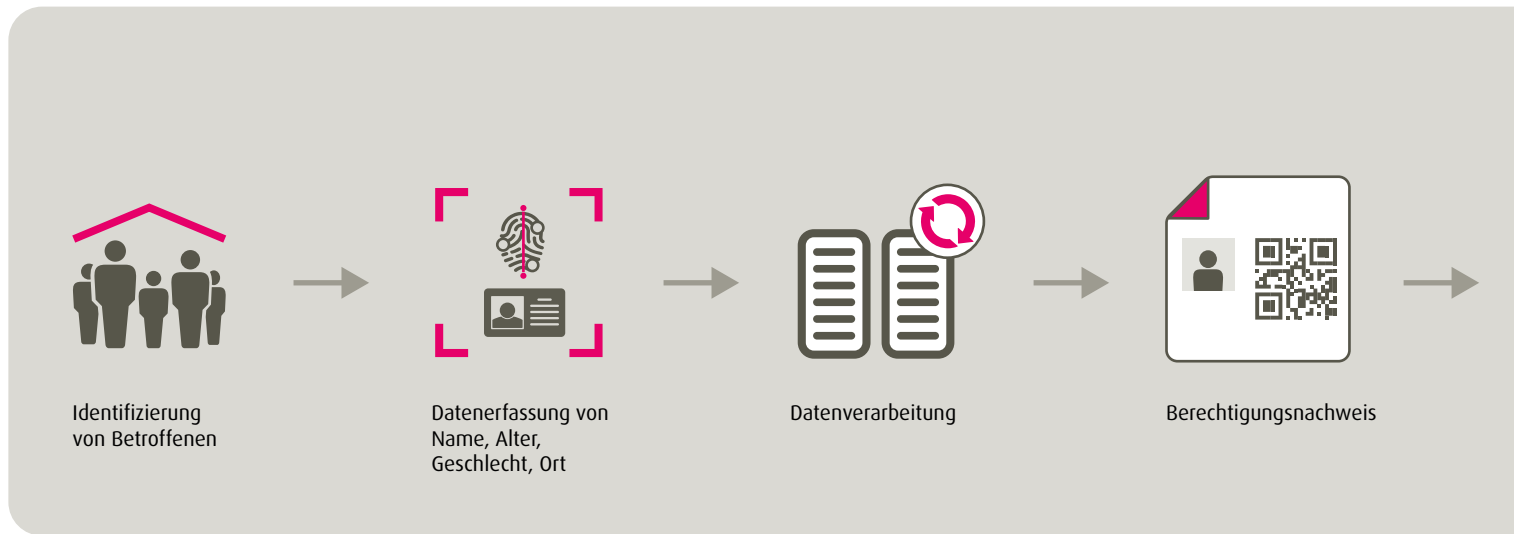 Identifizierung
von Betroffenen
Datenerfassung von
Name, Alter,
Geschlecht, Ort
Datenverarbeitung
Berechtigungsnachweis